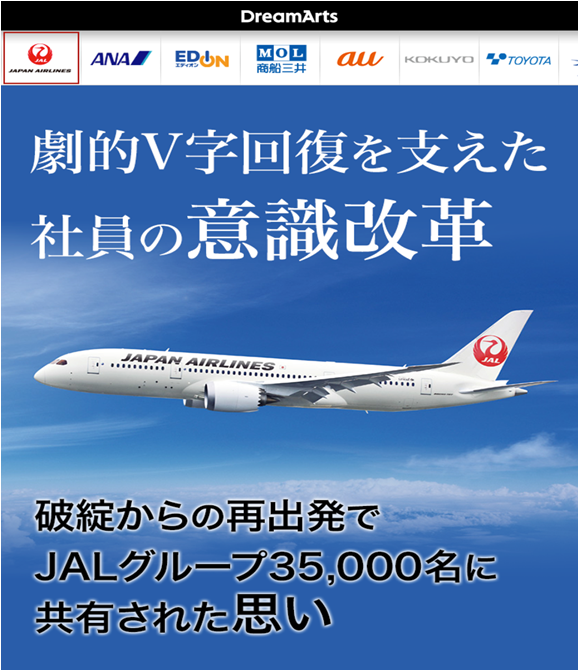 DreamArts
JAPAN AIRLINES
ANA
EDION
エディオン
MOL
商船三井
au
KOKUYO
TOYOTA
劇的V字回復を支えた
社員の意識改革
JAPAN AIRLINES
JAL
破綻からの再出発で
JALグループ35,000名に
共有された思い